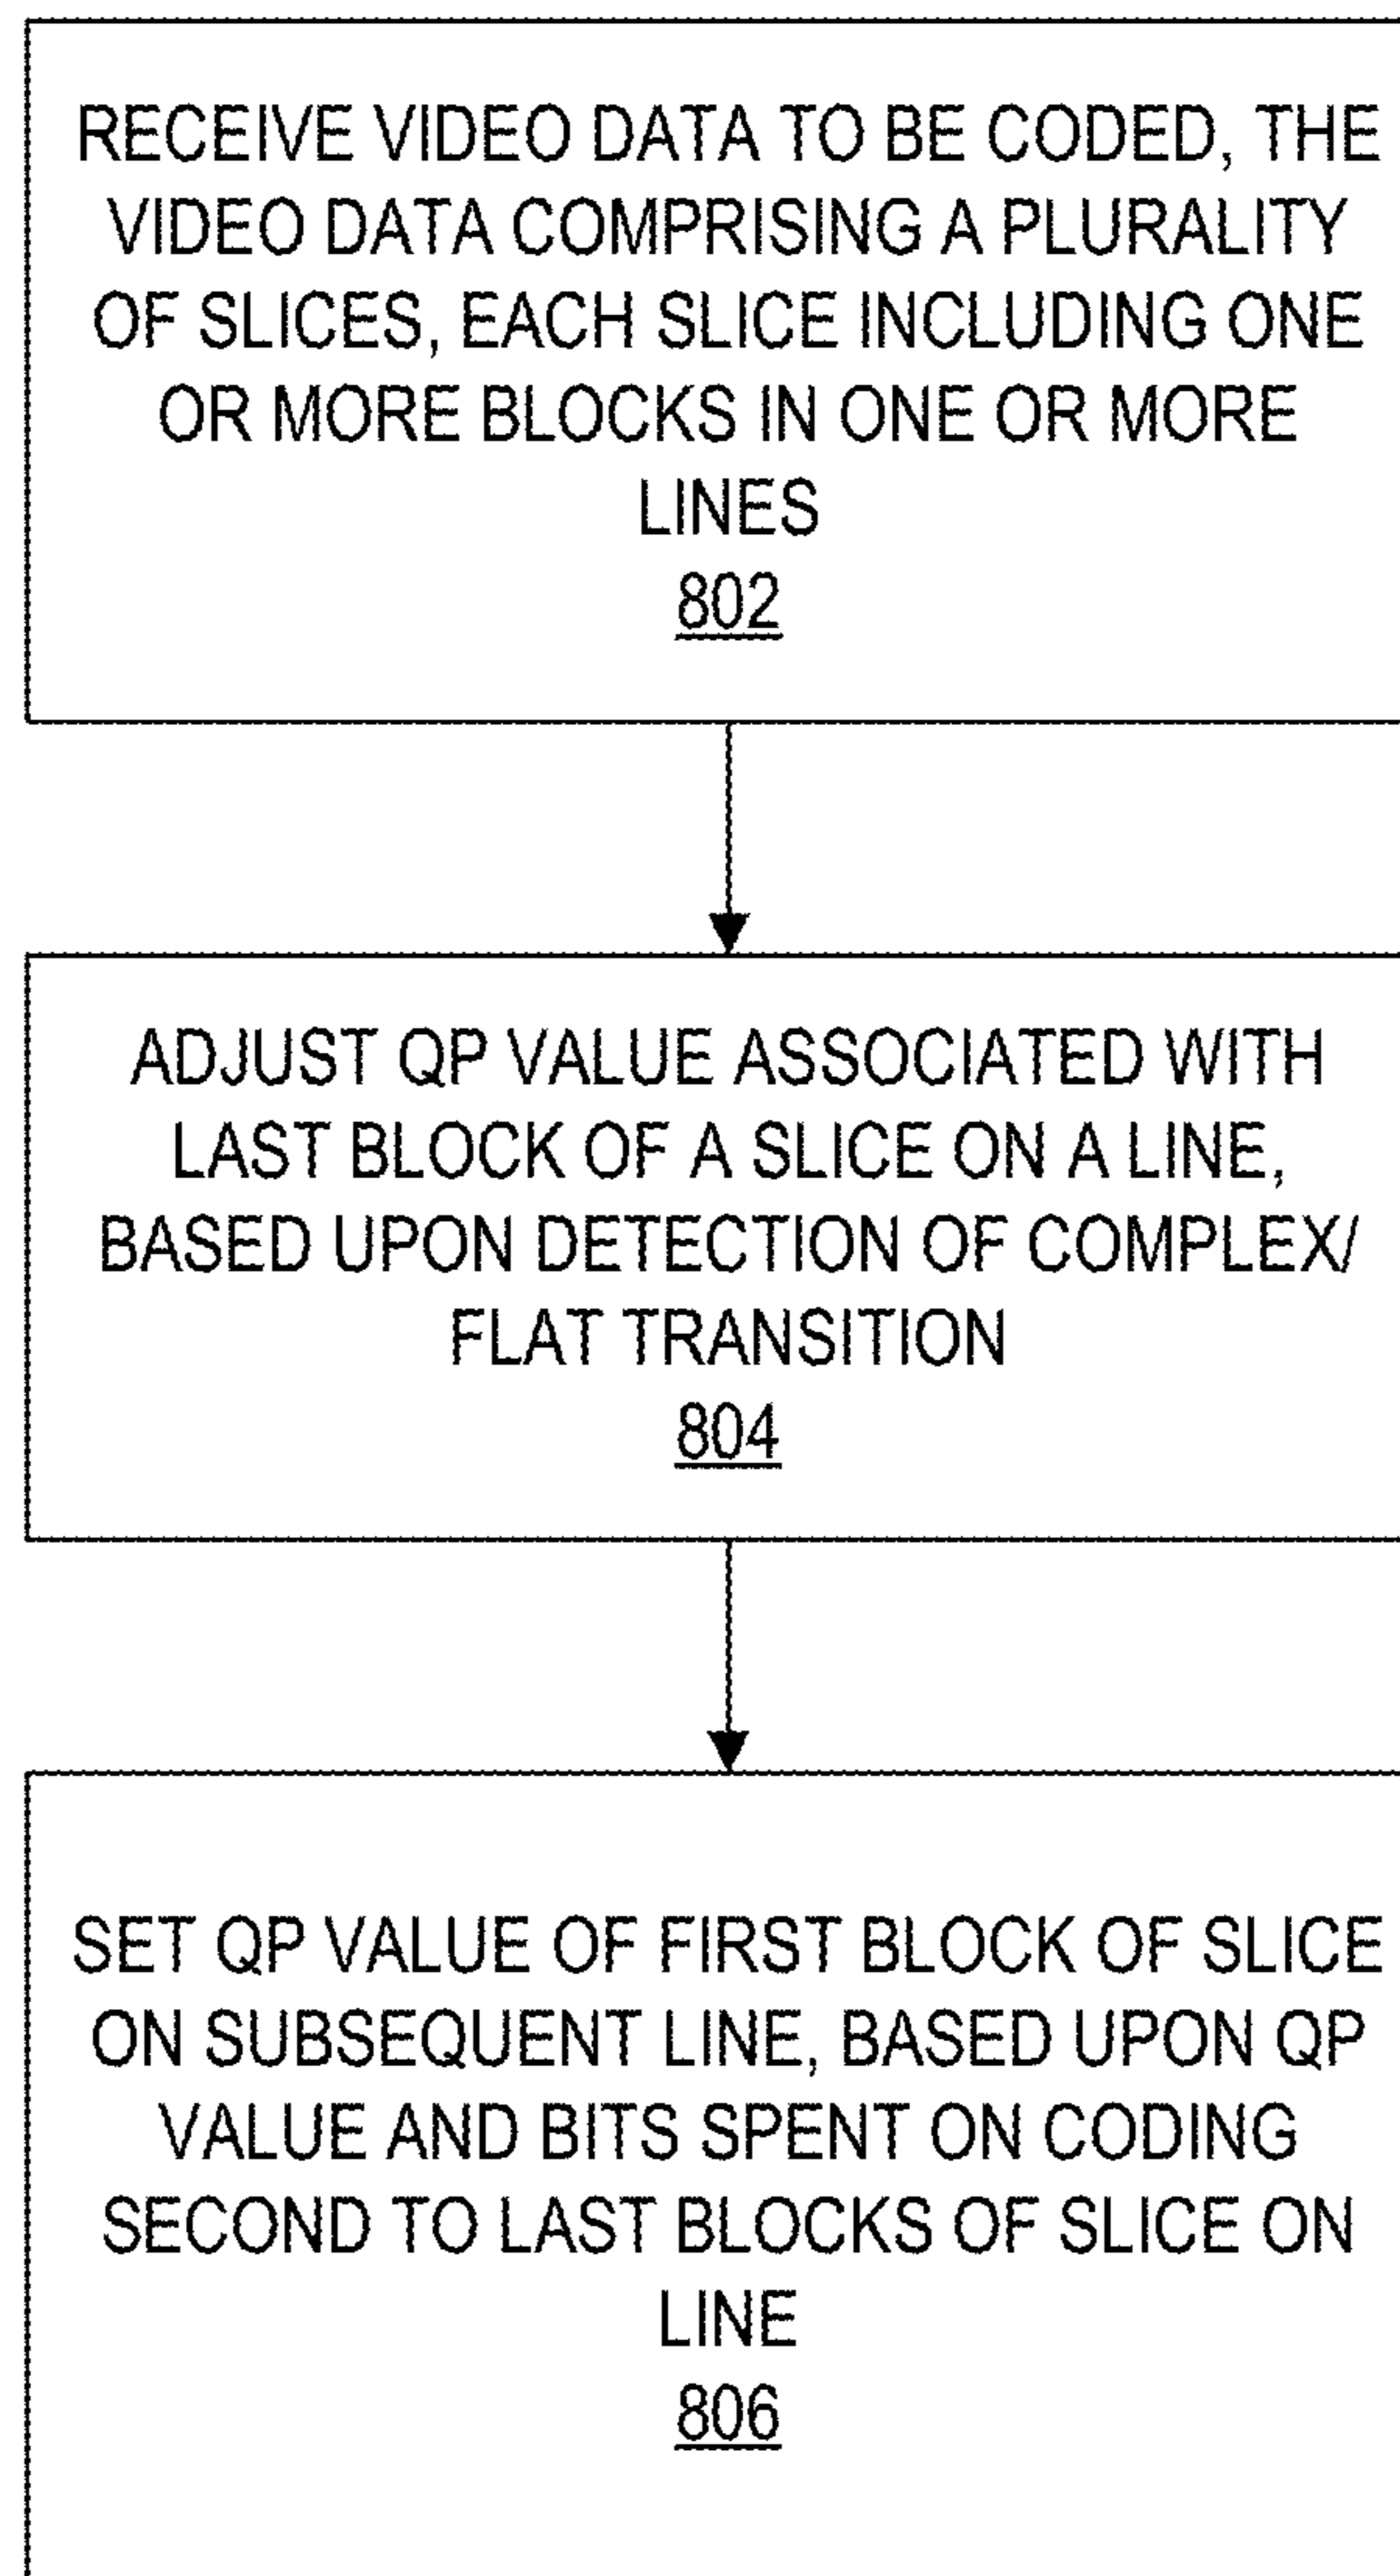 RECEIVE VIDEO DATA TO BE CODED, THE
VIDEO DATA COMPRISING A PLURALITY
OF SLICES, EACH SLICE INCLUDING ONE
OR MORE BLOCKS IN ONE OR MORE
LINES
802
ADJUST QP VALUE ASSOCIATED WITH
LAST BLOCK OF A SLICE ON A LINE,
BASED UPON DETECTION OF COMPLEX/
FLAT TRANSITION
804
SET QP VALUE OF FIRST BLOCK OF SLICE
ON SUBSEQUENT LINE, BASED UPON QP
VALUE AND BITS SPENT ON CODING
SECOND TO LAST BLOCKS OF SLICE ON
LINE
806